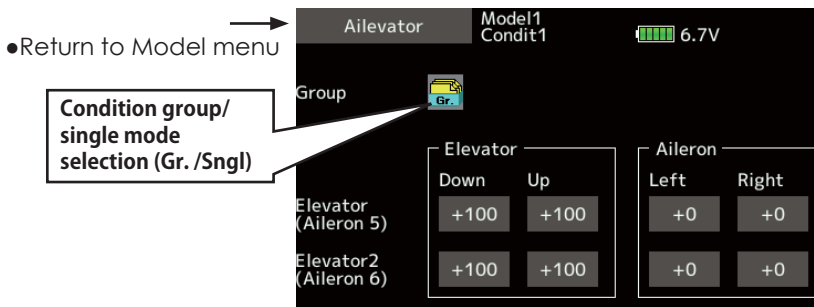 Ailevator
Model1
Condit1
6.7V
●Return to Model menu
Group
Gr.
Condition group/
single mode
selection (Gr. /Sngl)
Elevator
Aileron
Down Up Left Right
Elevator
(Aileron 5)
+100 +100 +0 +0
Elevator2
(Aileron 6)
+100 +100 +0 +0